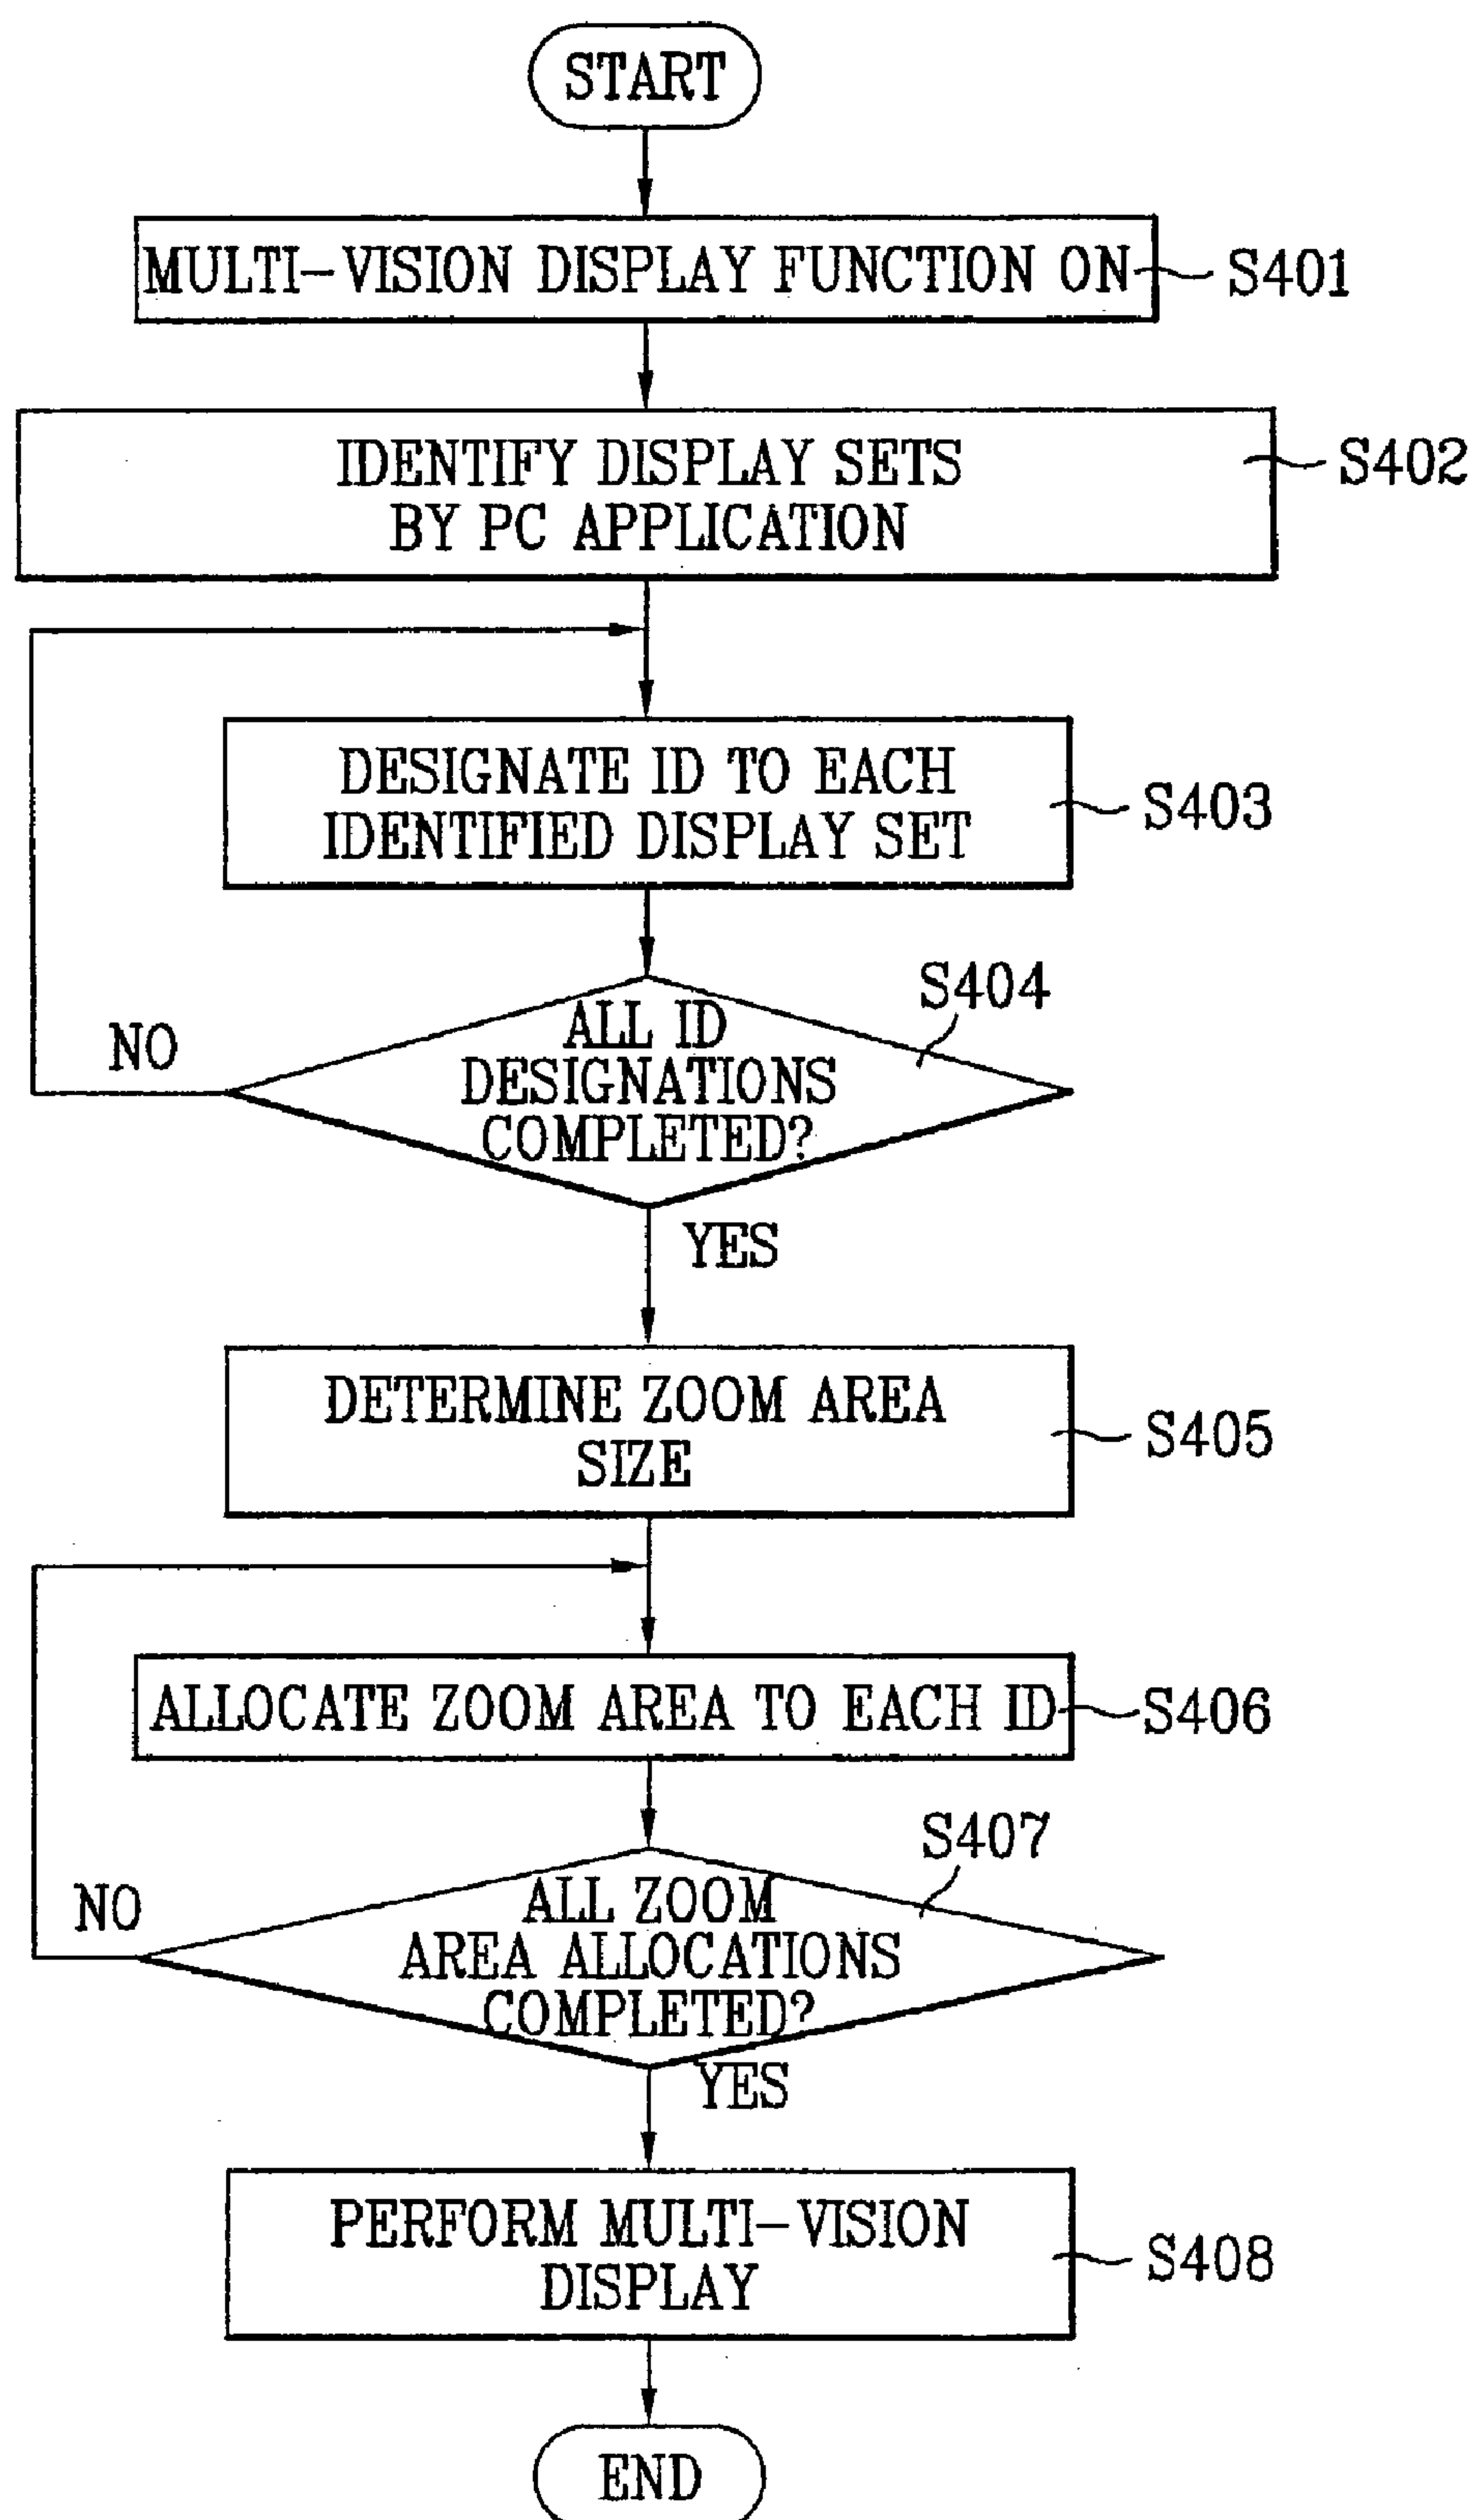 START
MULTI-VISION DISPLAY FUNCTION ON
S401
IDENTIFY DISPLAY SETS
BY PC APPLICATION
S402
DESIGNATE ID TO EACH
IDENTIFIED DISPLAY SET
S403
S404
ALL ID
DESIGNATIONS
COMPLETED?
NO
YES
DETERMINE ZOOM AREA
SIZE
S405
ALLOCATE ZOOM AREA TO EACH ID
S406
S407
ALL ZOOM
AREA ALLOCATIONS
COMPLETED?
NO
YES
PERFORM MULTI-VISION
DISPLAY
S408
END